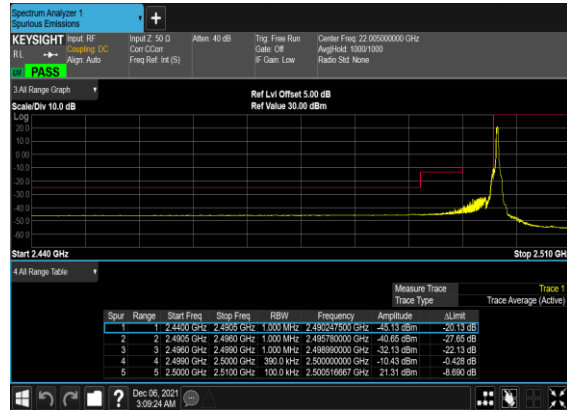 Spectrum Analyzer 1
Spurious Emissions
KEYSIGHT Input: RF Input Z: 50 Ω Atten: 40 dB Trig: Free Run Center Freq: 22.005000000 GHz
RL Coupling: DC Corr CCorr Gate: Off Avg|Hold: 1000/1000
Align: Auto Freq Ref: Int (S) IF Gain: Low Radio Std: None
PASS
3 All Range Graph
Scale/Div 10.0 dB
Ref Lvl Offset 5.00 dB
Ref Value 30.00 dBm
Log
20.0
10.0
0.00
-10.0
-20.0
-30.0
-40.0
-50.0
-60.0
Start 2.440 GHz Stop 2.510 GH
4 All Range Table
Measure Trace Trace 1
Trace Type Trace Average (Active)
Spur Range Start Freq Stop Freq RBW Frequency Amplitude ΔLimit
1 1 2.4400 GHz 2.4905 GHz 1.000 MHz 2.490247500 GHz -45.13 dBm -20.13 dB
2 2 2.4905 GHz 2.4960 GHz 1.000 MHz 2.495780000 GHz -40.65 dBm -27.65 dB
3 3 2.4960 GHz 2.4990 GHz 1.000 MHz 2.498990000 GHz -32.13 dBm -22.13 dB
4 4 2.4990 GHz 2.5000 GHz 390.0 kHz 2.500000000 GHz -10.43 dBm -0.428 dB
5 5 2.5000 GHz 2.5100 GHz 100.0 kHz 2.500516667 GHz 21.31 dBm -8.690 dB
Dec 06, 2021
3:09:24 AM